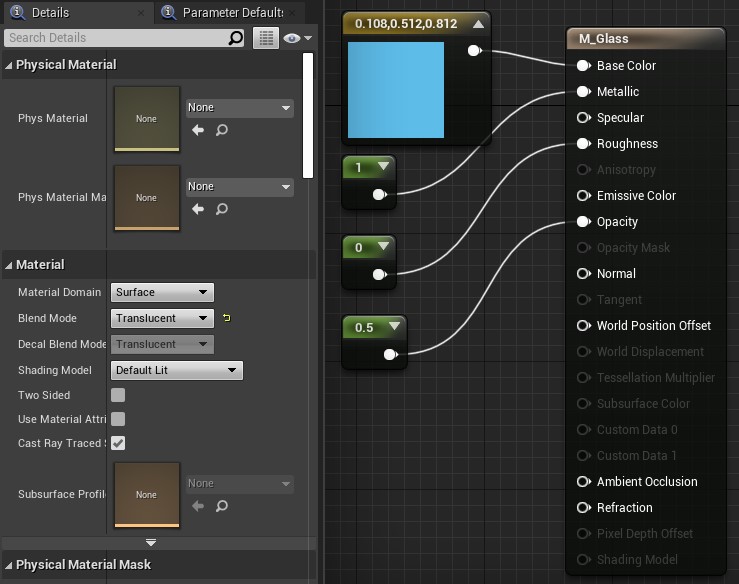 Details
Parameter Defaults
Search Details
Physical Material
Phys Material
None
None
Phys Material Ma
None
None
Material
Material Domain
Surface
Blend Mode
Translucent
Decal Blend Mode
Translucent
Shading Model
Default Lit
Two Sided
Use Material Attri
Cast Ray Traced S
Subsurface Profil
None
None
Physical Material Mask
0.108,0.512,0.812
1
0
0.5
M_Glass
Base Color
Metallic
Specular
Roughness
Anisotropy
Emissive Color
Opacity
Opacity Mask
Normal
Tangent
World Position Offset
World Displacement
Tessellation Multiplier
Subsurface Color
Custom Data 0
Custom Data 1
Ambient Occlusion
Refraction
Pixel Depth Offset
Shading Model